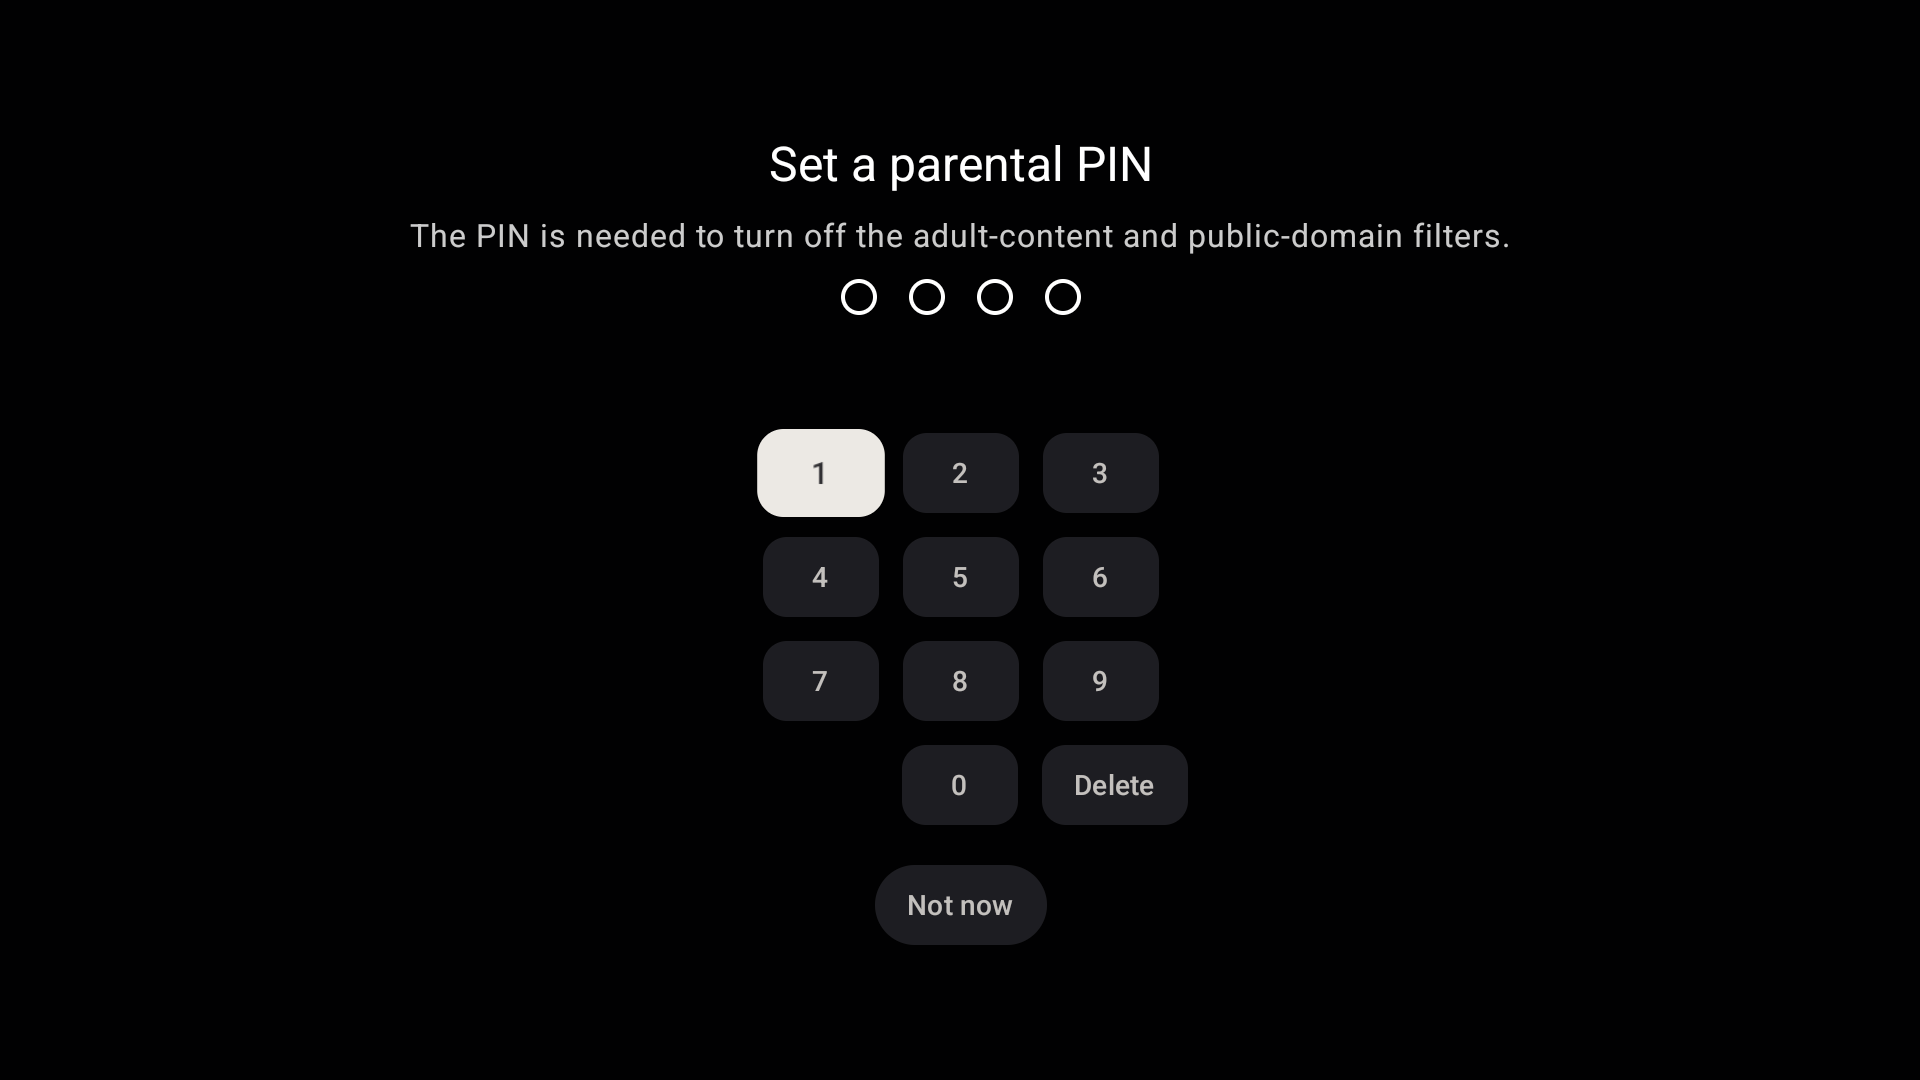 Set a parental PIN
The PIN is needed to turn off the adult-content and public-domain filters.
1 2 3
4 5 6
7 8 9
0 Delete
Not now